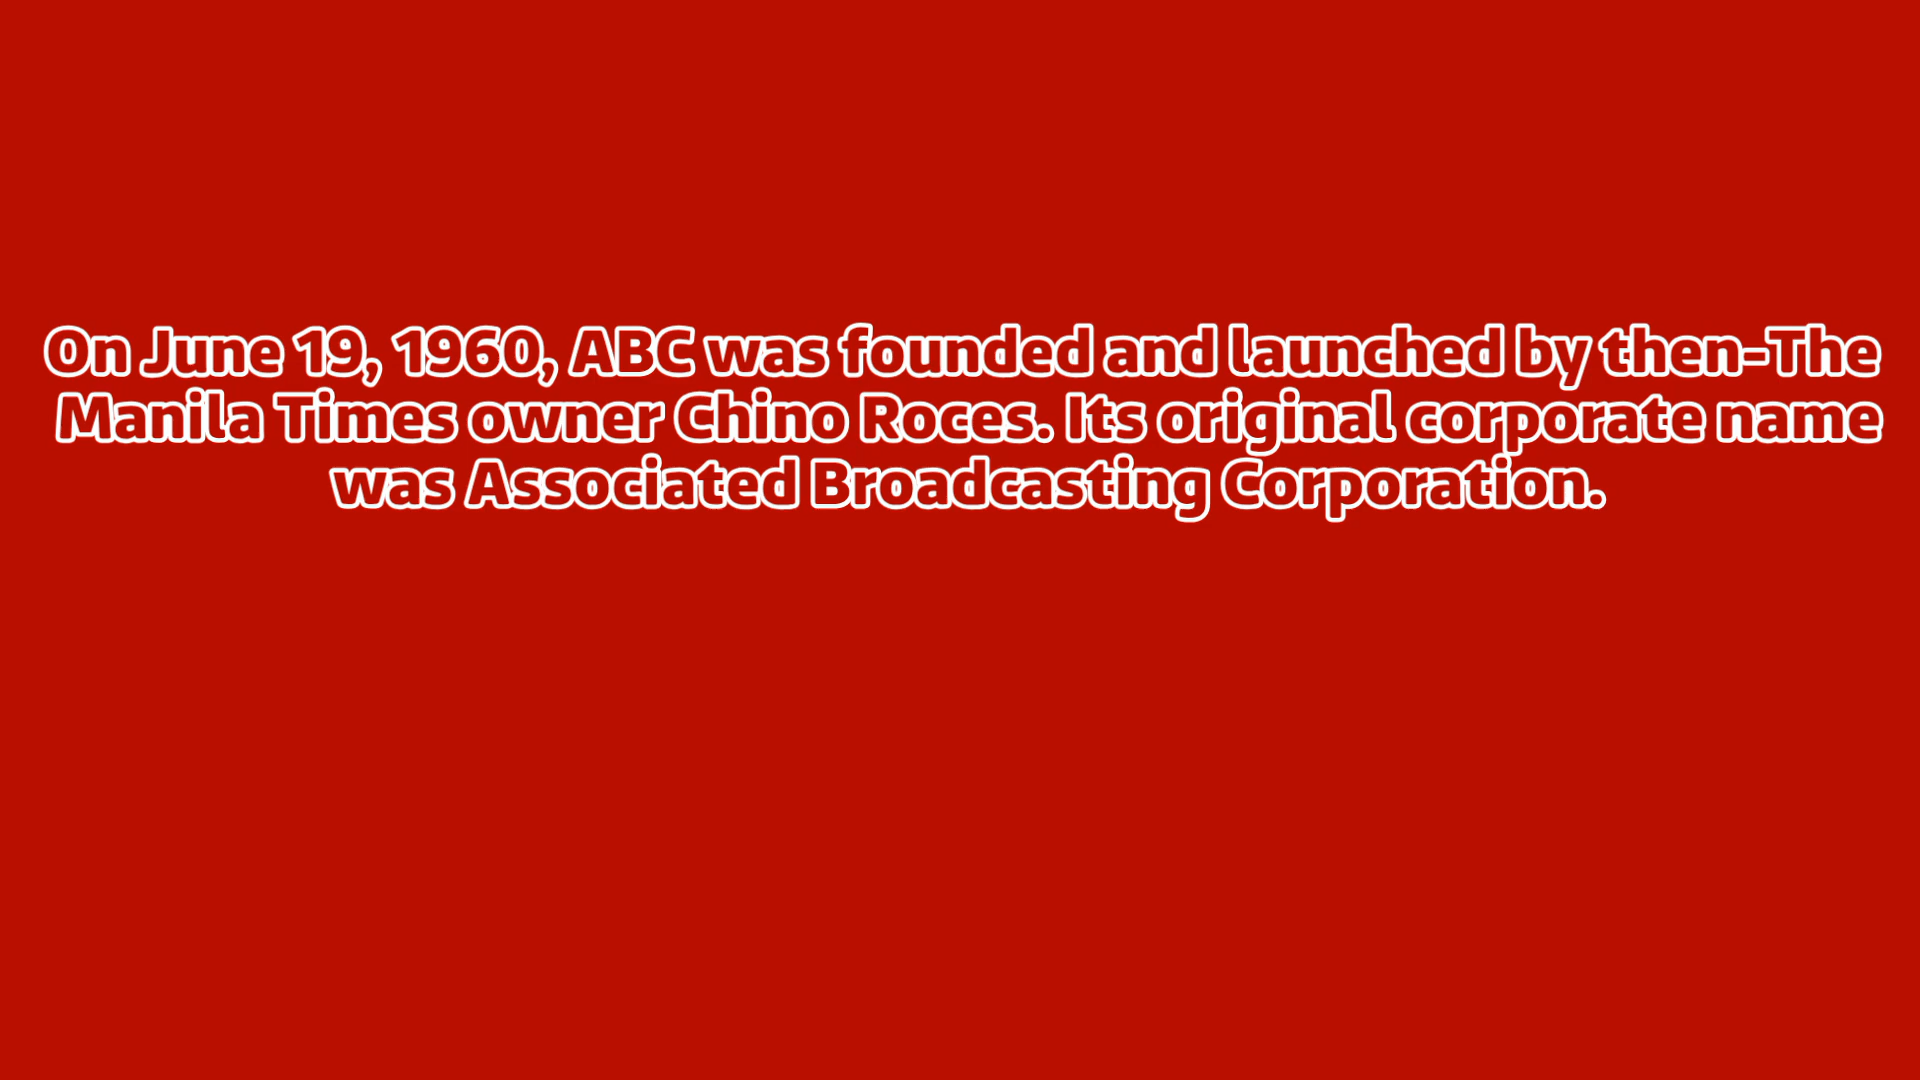 On June 19, 1960, ABC was founded and launched by then-The
Manila Times owner Chino Roces. Its original corporate name
was Associated Broadcasting Corporation.